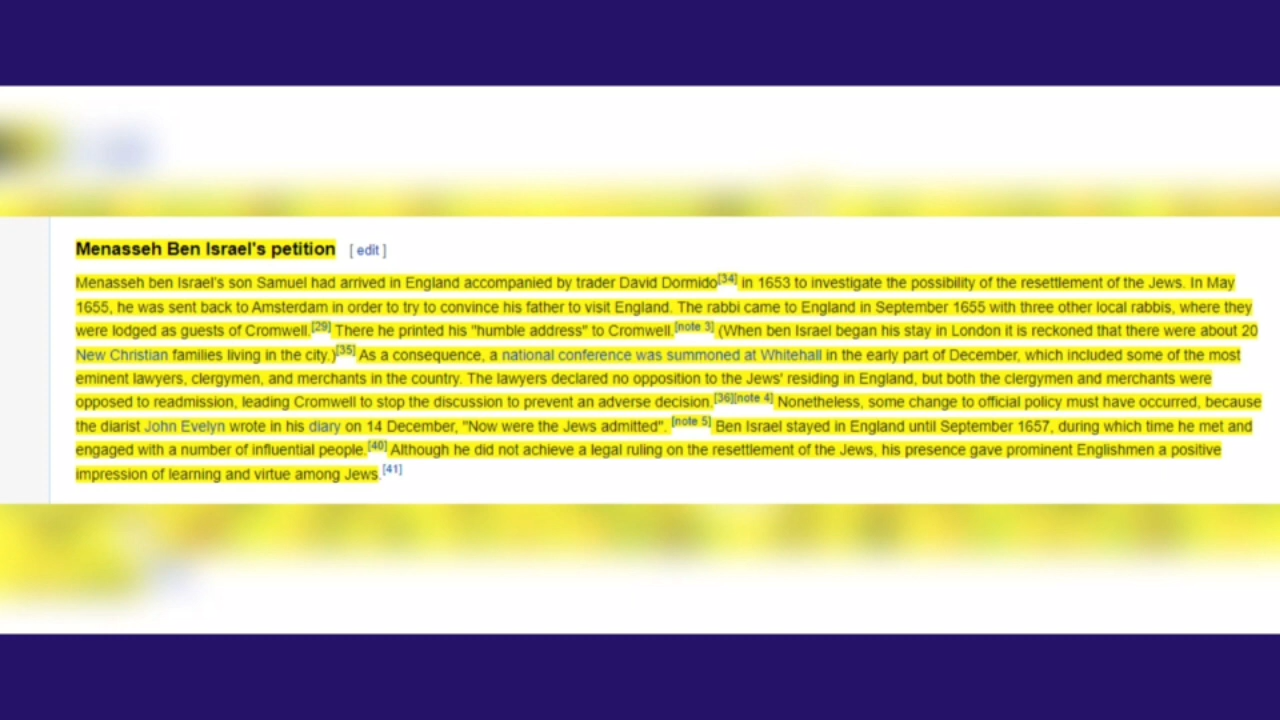 Menasseh Ben Israel's petition [ edit ]
Menasseh ben Israel's son Samuel had arrived in England accompanied by trader David Dormido[34] in 1653 to investigate the possibility of the resettlement of the Jews. In May
1655, he was sent back to Amsterdam in order to try to convince his father to visit England. The rabbi came to England in September 1655 with three other local rabbis, where they
were lodged as guests of Cromwell.[29] There he printed his "humble address" to Cromwell.[note 3] (When ben Israel began his stay in London it is reckoned that there were about 20
New Christian families living in the city.)[35] As a consequence, a national conference was summoned at Whitehall in the early part of December, which included some of the most
eminent lawyers, clergymen, and merchants in the country. The lawyers declared no opposition to the Jews' residing in England, but both the clergymen and merchants were
opposed to readmission, leading Cromwell to stop the discussion to prevent an adverse decision.[36][note 4] Nonetheless, some change to official policy must have occurred, because
the diarist John Evelyn wrote in his diary on 14 December, "Now were the Jews admitted". [note 5] Ben Israel stayed in England until September 1657, during which time he met and
engaged with a number of influential people.[40] Although he did not achieve a legal ruling on the resettlement of the Jews, his presence gave prominent Englishmen a positive
impression of learning and virtue among Jews.[41]